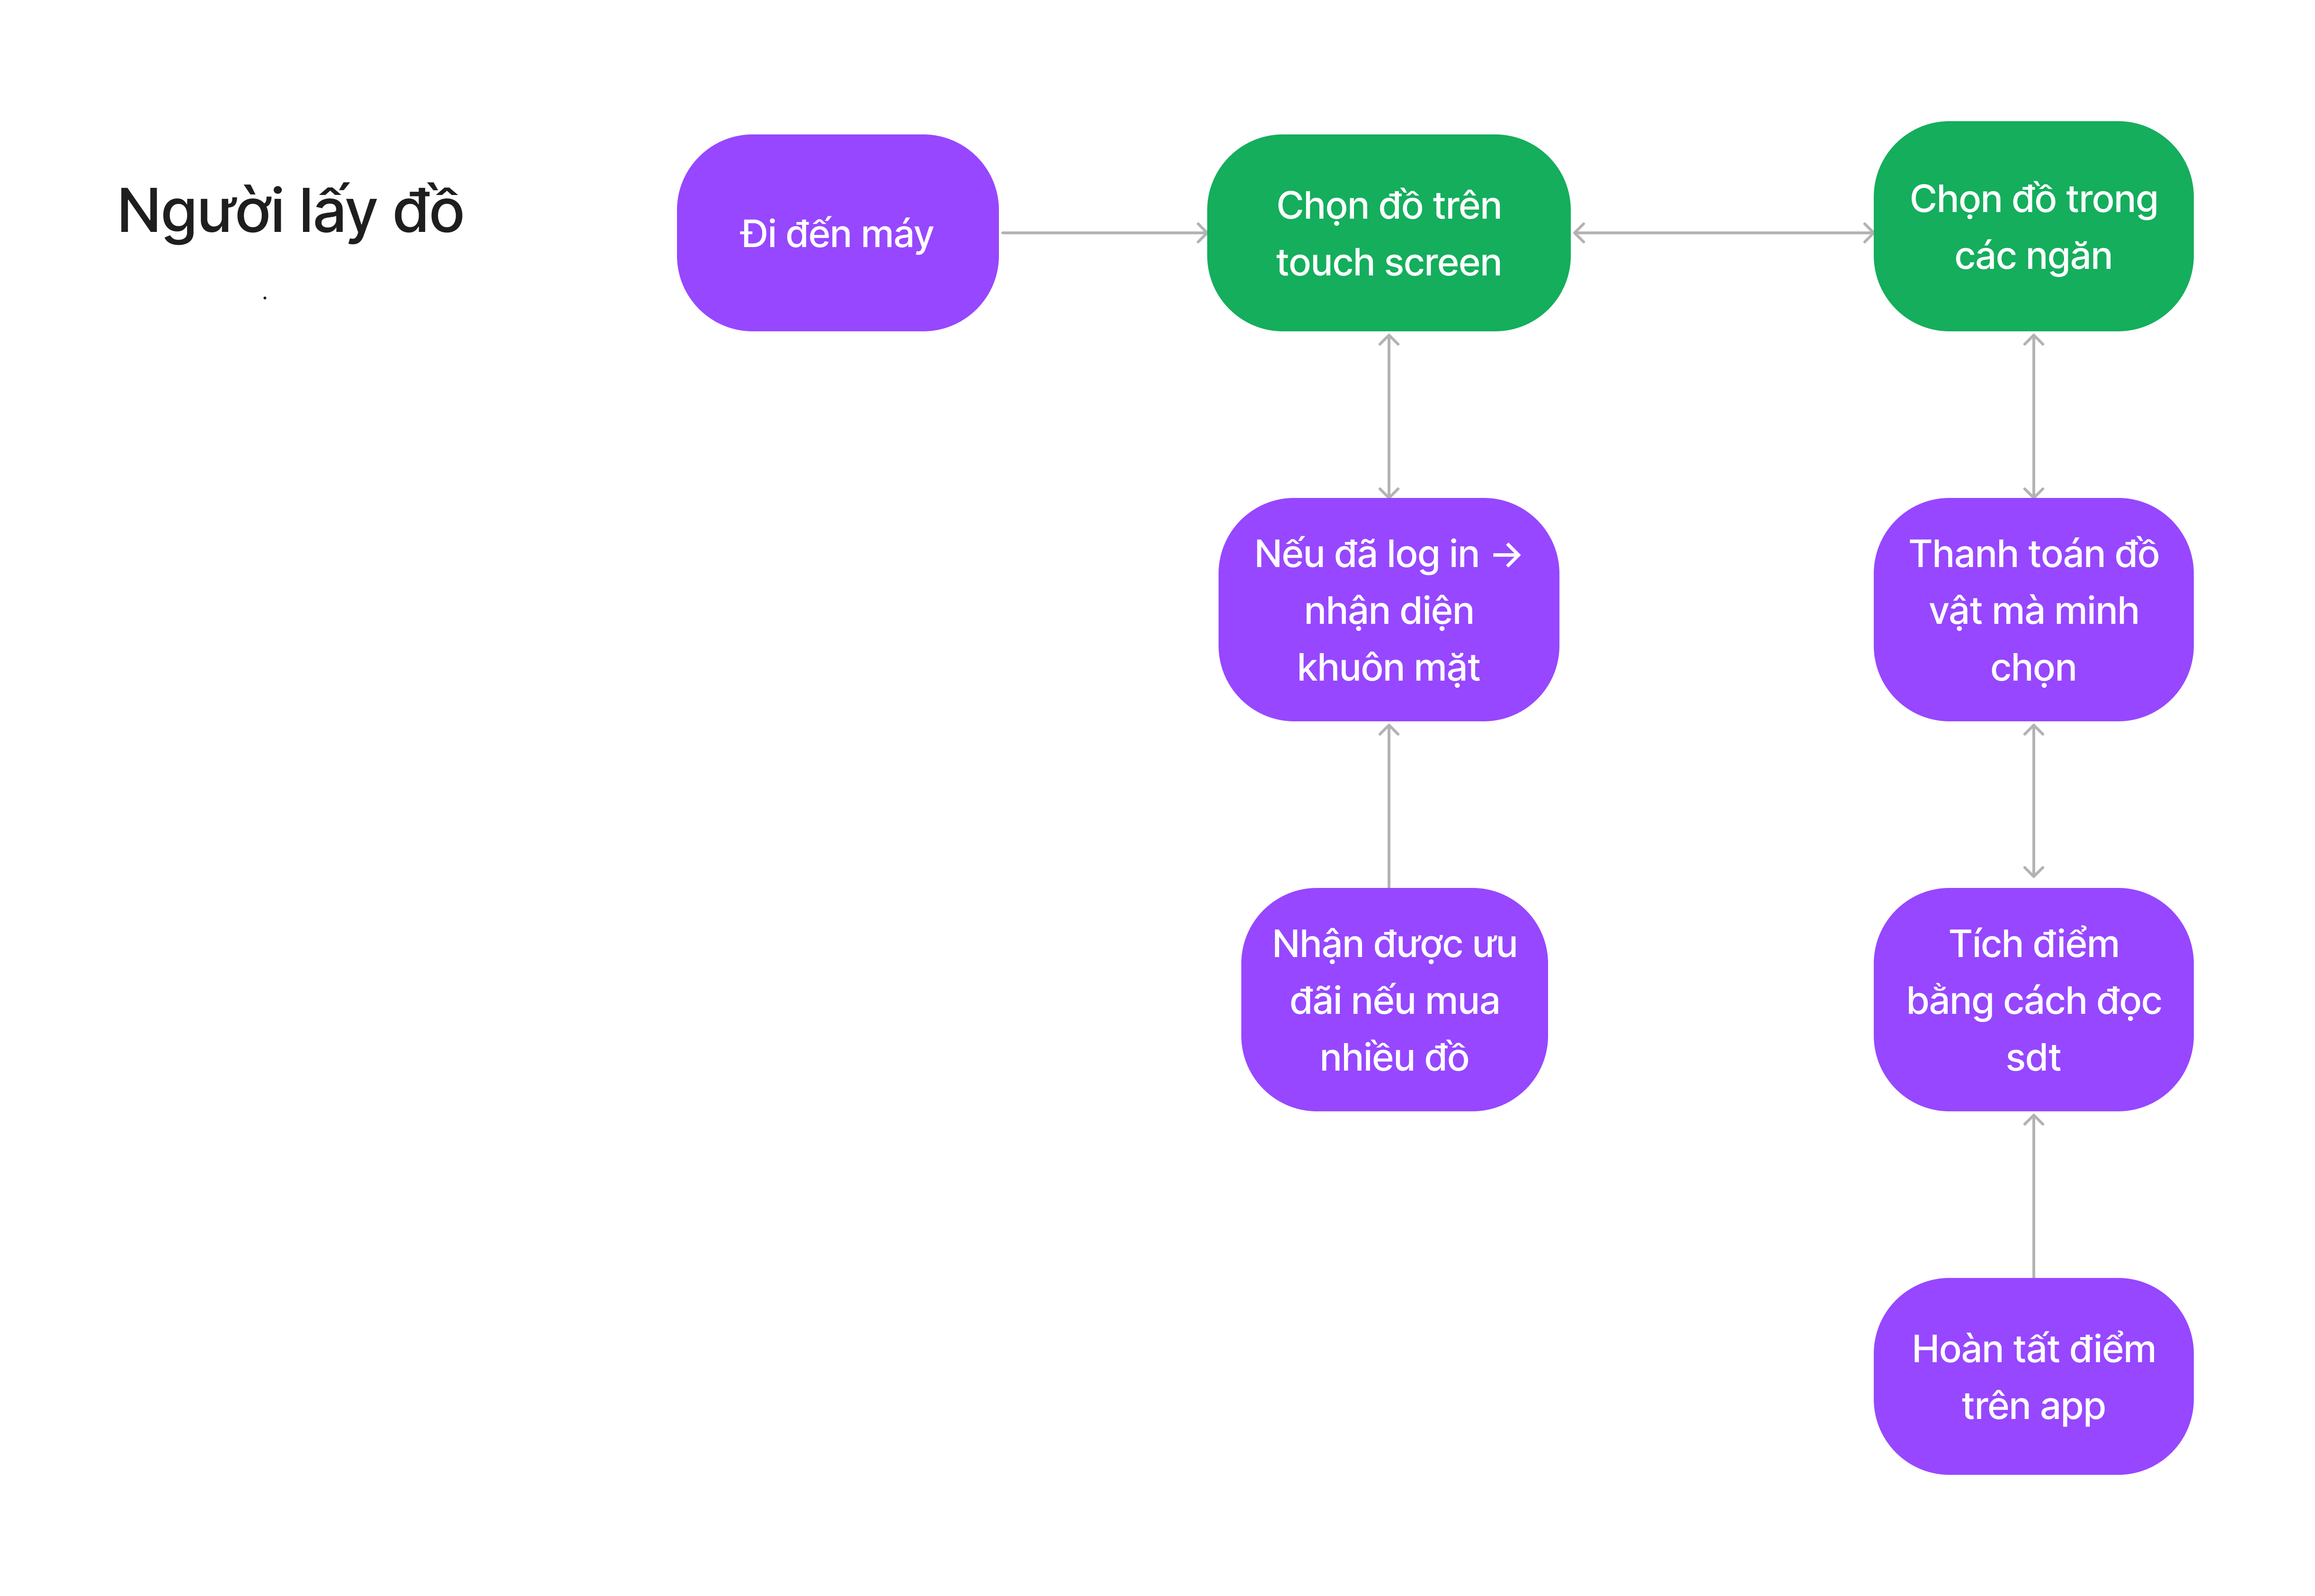 Người lấy đồ
.
Đi đến máy
Chọn đồ trên
touch screen
Chọn đồ trong
các ngăn
Nếu đã log in →
nhận diện
khuôn mặt
Thanh toán đồ
vật mà minh
chọn
Nhận được ưu
đãi nếu mua
nhiều đồ
Tích điểm
bằng cách đọc
sdt
Hoàn tất điểm
trên app